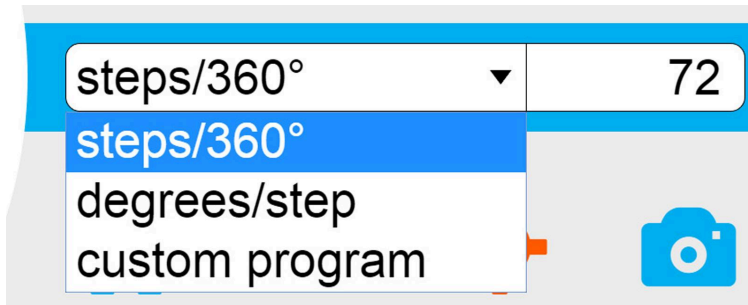 steps/360° 72
steps/360°
degrees/step
custom program